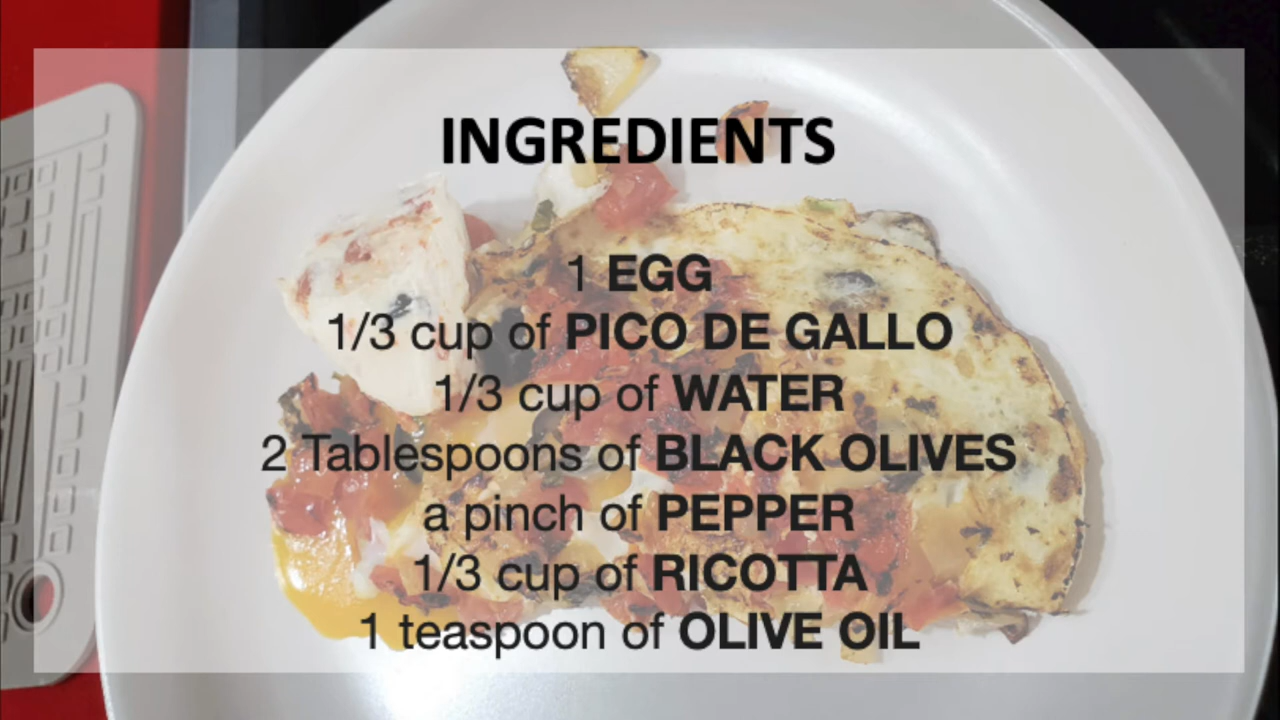 INGREDIENTS
1 EGG
1/3 cup of PICO DE GALLO
1/3 cup of WATER
2 Tablespoons of BLACK OLIVES
a pinch of PEPPER
1/3 cup of RICOTTA
1 teaspoon of OLIVE OIL